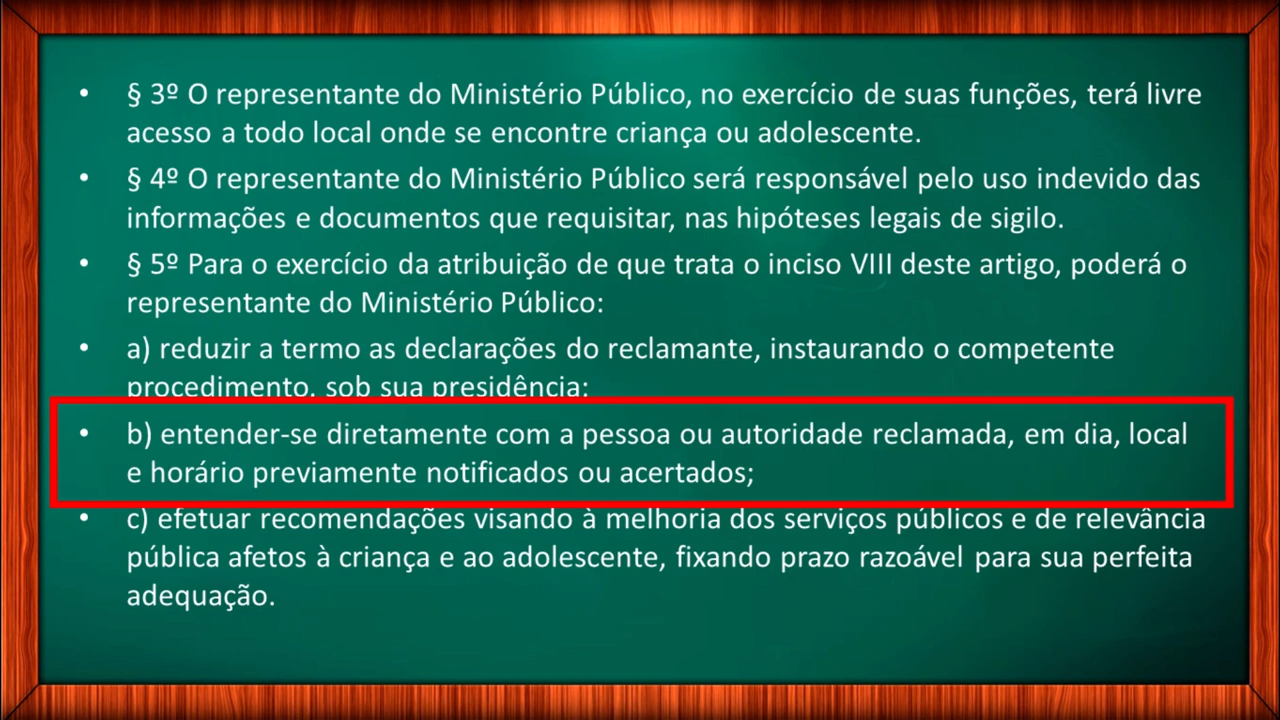 • § 3º O representante do Ministério Público, no exercício de suas funções, terá livre
acesso a todo local onde se encontre criança ou adolescente.
• § 4º O representante do Ministério Público será responsável pelo uso indevido das
informações e documentos que requisitar, nas hipóteses legais de sigilo.
• § 5º Para o exercício da atribuição de que trata o inciso VIII deste artigo, poderá o
representante do Ministério Público:
• a) reduzir a termo as declarações do reclamante, instaurando o competente
procedimento, sob sua presidência;
• b) entender-se diretamente com a pessoa ou autoridade reclamada, em dia, local
e horário previamente notificados ou acertados;
• c) efetuar recomendações visando à melhoria dos serviços públicos e de relevância
pública afetos à criança e ao adolescente, fixando prazo razoável para sua perfeita
adequação.